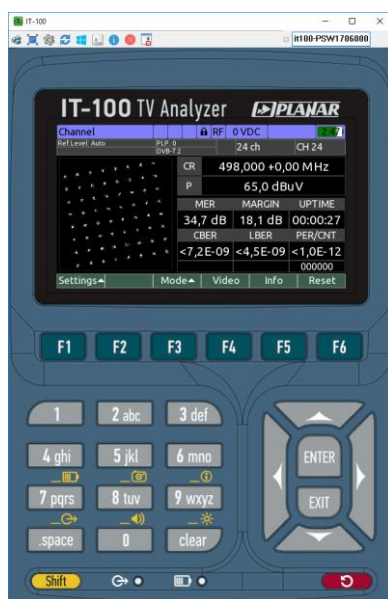 IT-100
it100-PSW1706000
IT-100 TV Analyzer PLANAR
Channel RF 0 VDC 2:47
Ref.Level Auto PLP 0 24 ch CH 24
DVB-T2
CR 498,000 +0,00 MHz
P 65,0 dBuV
MER MARGIN UPTIME
34,7 dB 18,1 dB 00:00:27
CBER LBER PER/CNT
<7,2E-09 <4,5E-09 <1,0E-12
000000
Settings Mode Video Info Reset
F1 F2 F3 F4 F5 F6
1 2 abc 3 def
4 ghi 5 jkl 6 mno
ENTER
7 pqrs 8 tuv 9 wxyz
EXIT
.space 0 clear
Shift